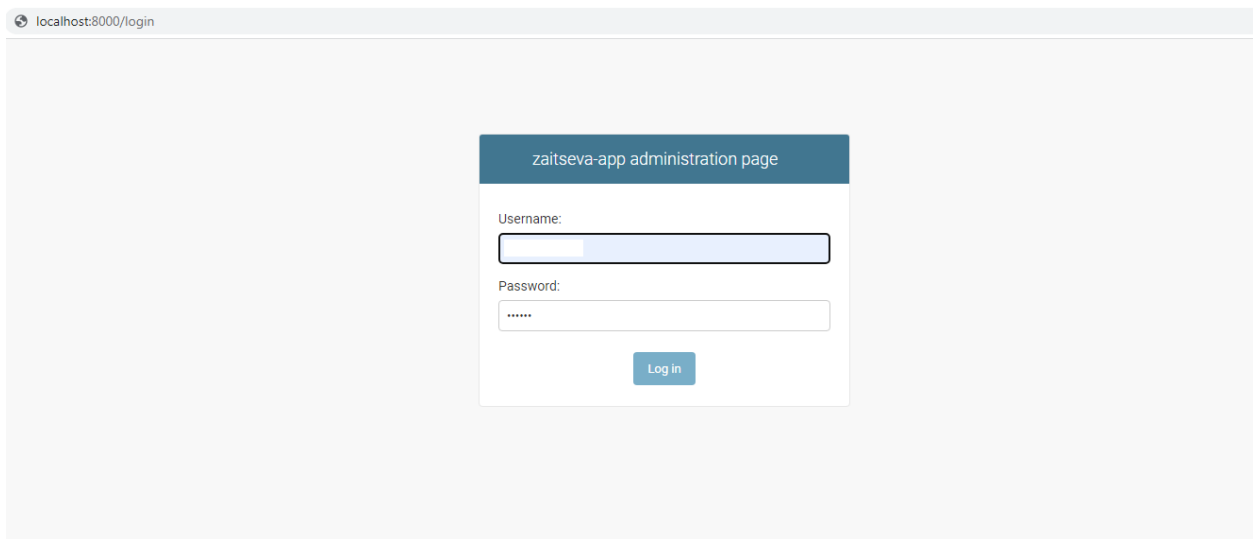 localhost:8000/login
zaitseva-app administration page
Username:
Password:
••••••
Log in